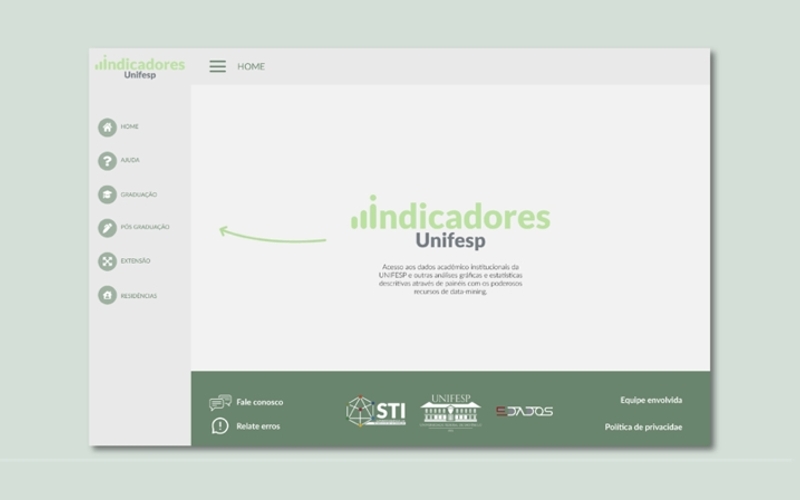 indicadores
Unifesp
HOME
HOME
AJUDA
GRADUAÇÃO
PÓS GRADUAÇÃO
EXTENSÃO
RESIDÊNCIAS
indicadores
Unifesp
Acesso aos dados acadêmico institucionais da
UNIFESP e outras análises gráficas e estatísticas
descritivas através de painéis com os poderosos
recursos de data-mining.
Fale conosco
Relate erros
STI
UNIFESP
SDADOS
Equipe envolvida
Política de privacidae